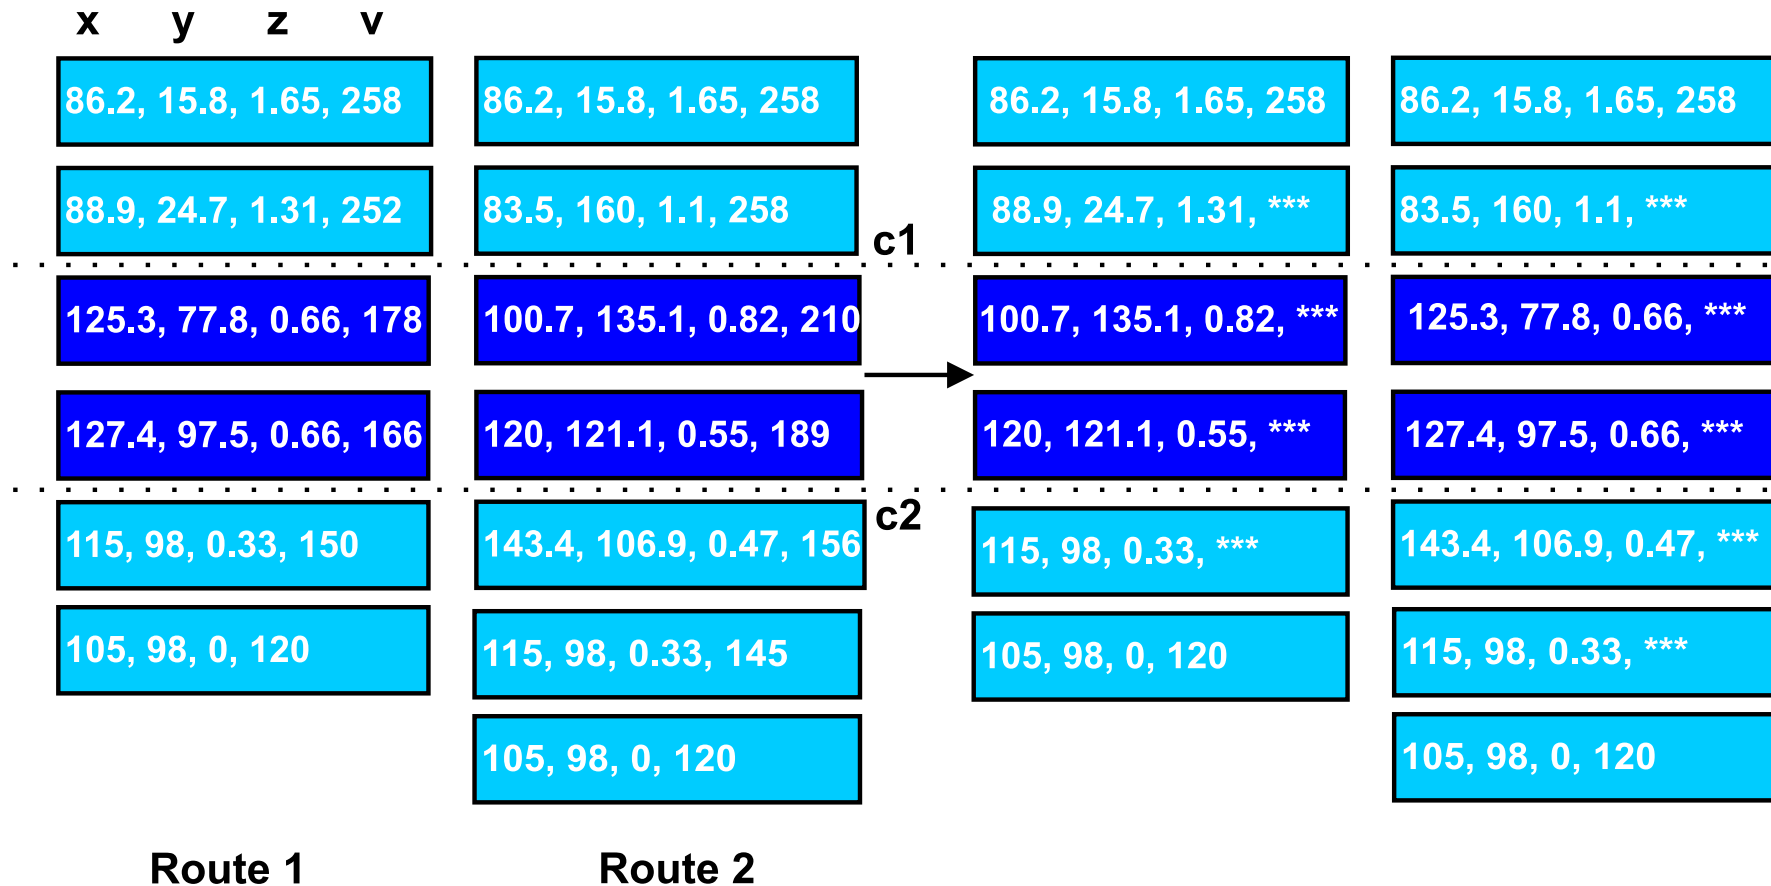 x y z v
86.2, 15.8, 1.65, 258
86.2, 15.8, 1.65, 258
86.2, 15.8, 1.65, 258
86.2, 15.8, 1.65, 258
88.9, 24.7, 1.31, 252
83.5, 160, 1.1, 258
88.9, 24.7, 1.31, ***
83.5, 160, 1.1, ***
c1
125.3, 77.8, 0.66, 178
100.7, 135.1, 0.82, 210
100.7, 135.1, 0.82, ***
125.3, 77.8, 0.66, ***
127.4, 97.5, 0.66, 166
120, 121.1, 0.55, 189
120, 121.1, 0.55, ***
127.4, 97.5, 0.66, ***
c2
115, 98, 0.33, 150
143.4, 106.9, 0.47, 156
115, 98, 0.33, ***
143.4, 106.9, 0.47, ***
105, 98, 0, 120
115, 98, 0.33, 145
105, 98, 0, 120
115, 98, 0.33, ***
105, 98, 0, 120
105, 98, 0, 120
Route 1
Route 2